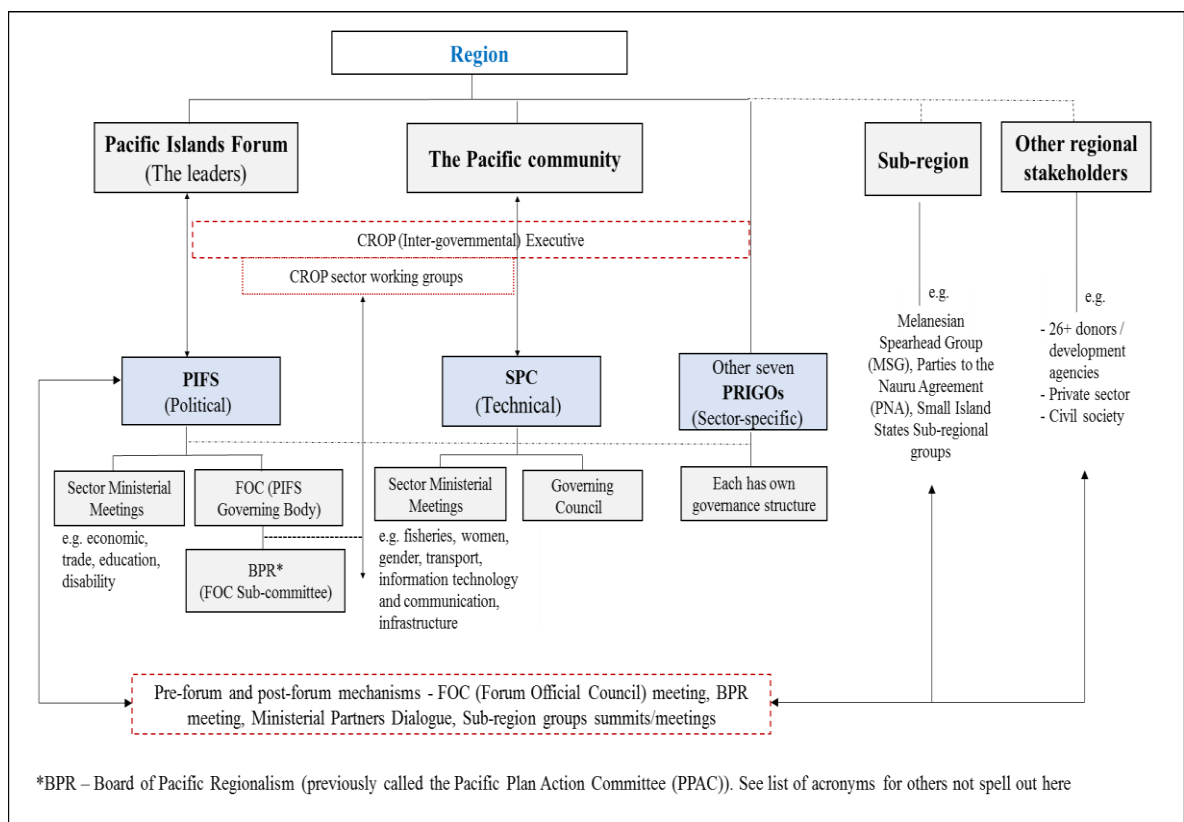 Region
Pacific Islands Forum
(The leaders)
The Pacific community
Sub-region
Other regional
stakeholders
CROP (Inter-governmental) Executive
CROP sector working groups
PIFS
(Political)
SPC
(Technical)
Other seven
PRIGOs
(Sector-specific)
e.g.
Melanesian
Spearhead Group
(MSG), Parties to the
Nauru Agreement
(PNA), Small Island
States Sub-regional
groups
e.g.
- 26+ donors /
development
agencies
- Private sector
- Civil society
Sector Ministerial
Meetings
e.g. economic,
trade, education,
disability
FOC (PIFS
Governing Body)
BPR*
(FOC Sub-committee)
Sector Ministerial
Meetings
e.g. fisheries, women,
gender, transport,
information technology
and communication,
infrastructure
Governing
Council
Each has own
governance structure
Pre-forum and post-forum mechanisms - FOC (Forum Official Council) meeting, BPR
meeting, Ministerial Partners Dialogue, Sub-region groups summits/meetings
*BPR – Board of Pacific Regionalism (previously called the Pacific Plan Action Committee (PPAC)). See list of acronyms for others not spell out here